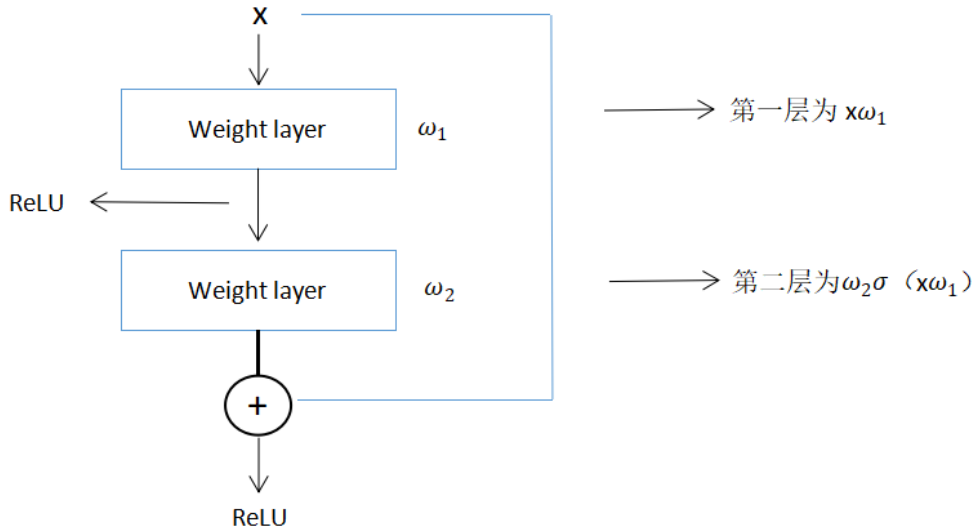 x
Weight layer
ω₁
第一层为 xω₁
ReLU
Weight layer
ω₂
第二层为ω₂σ（xω₁）
+
ReLU